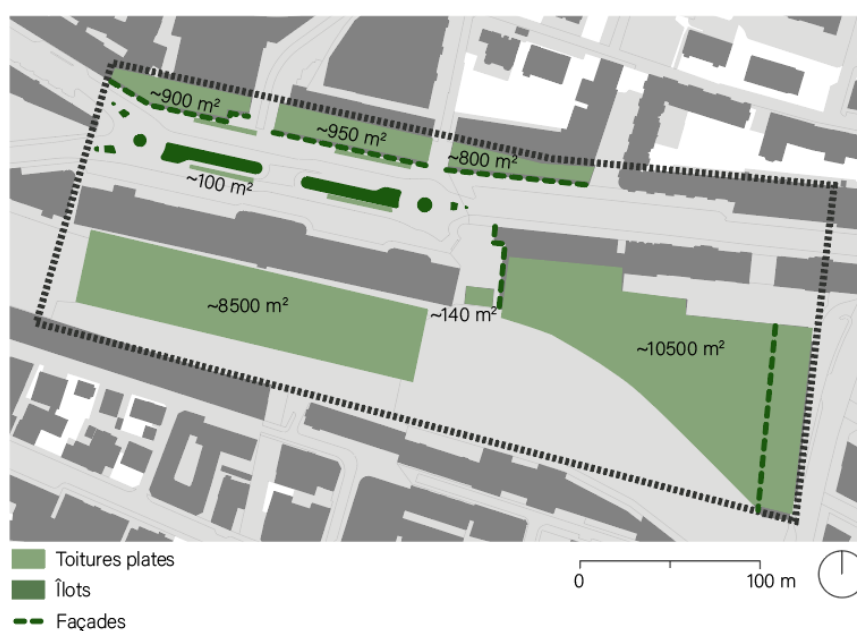 ~900 m²
~950 m²
~800 m²
~100 m²
~8500 m²
~140 m²
~10500 m²
Toitures plates
Îlots
Façades
0 100 m